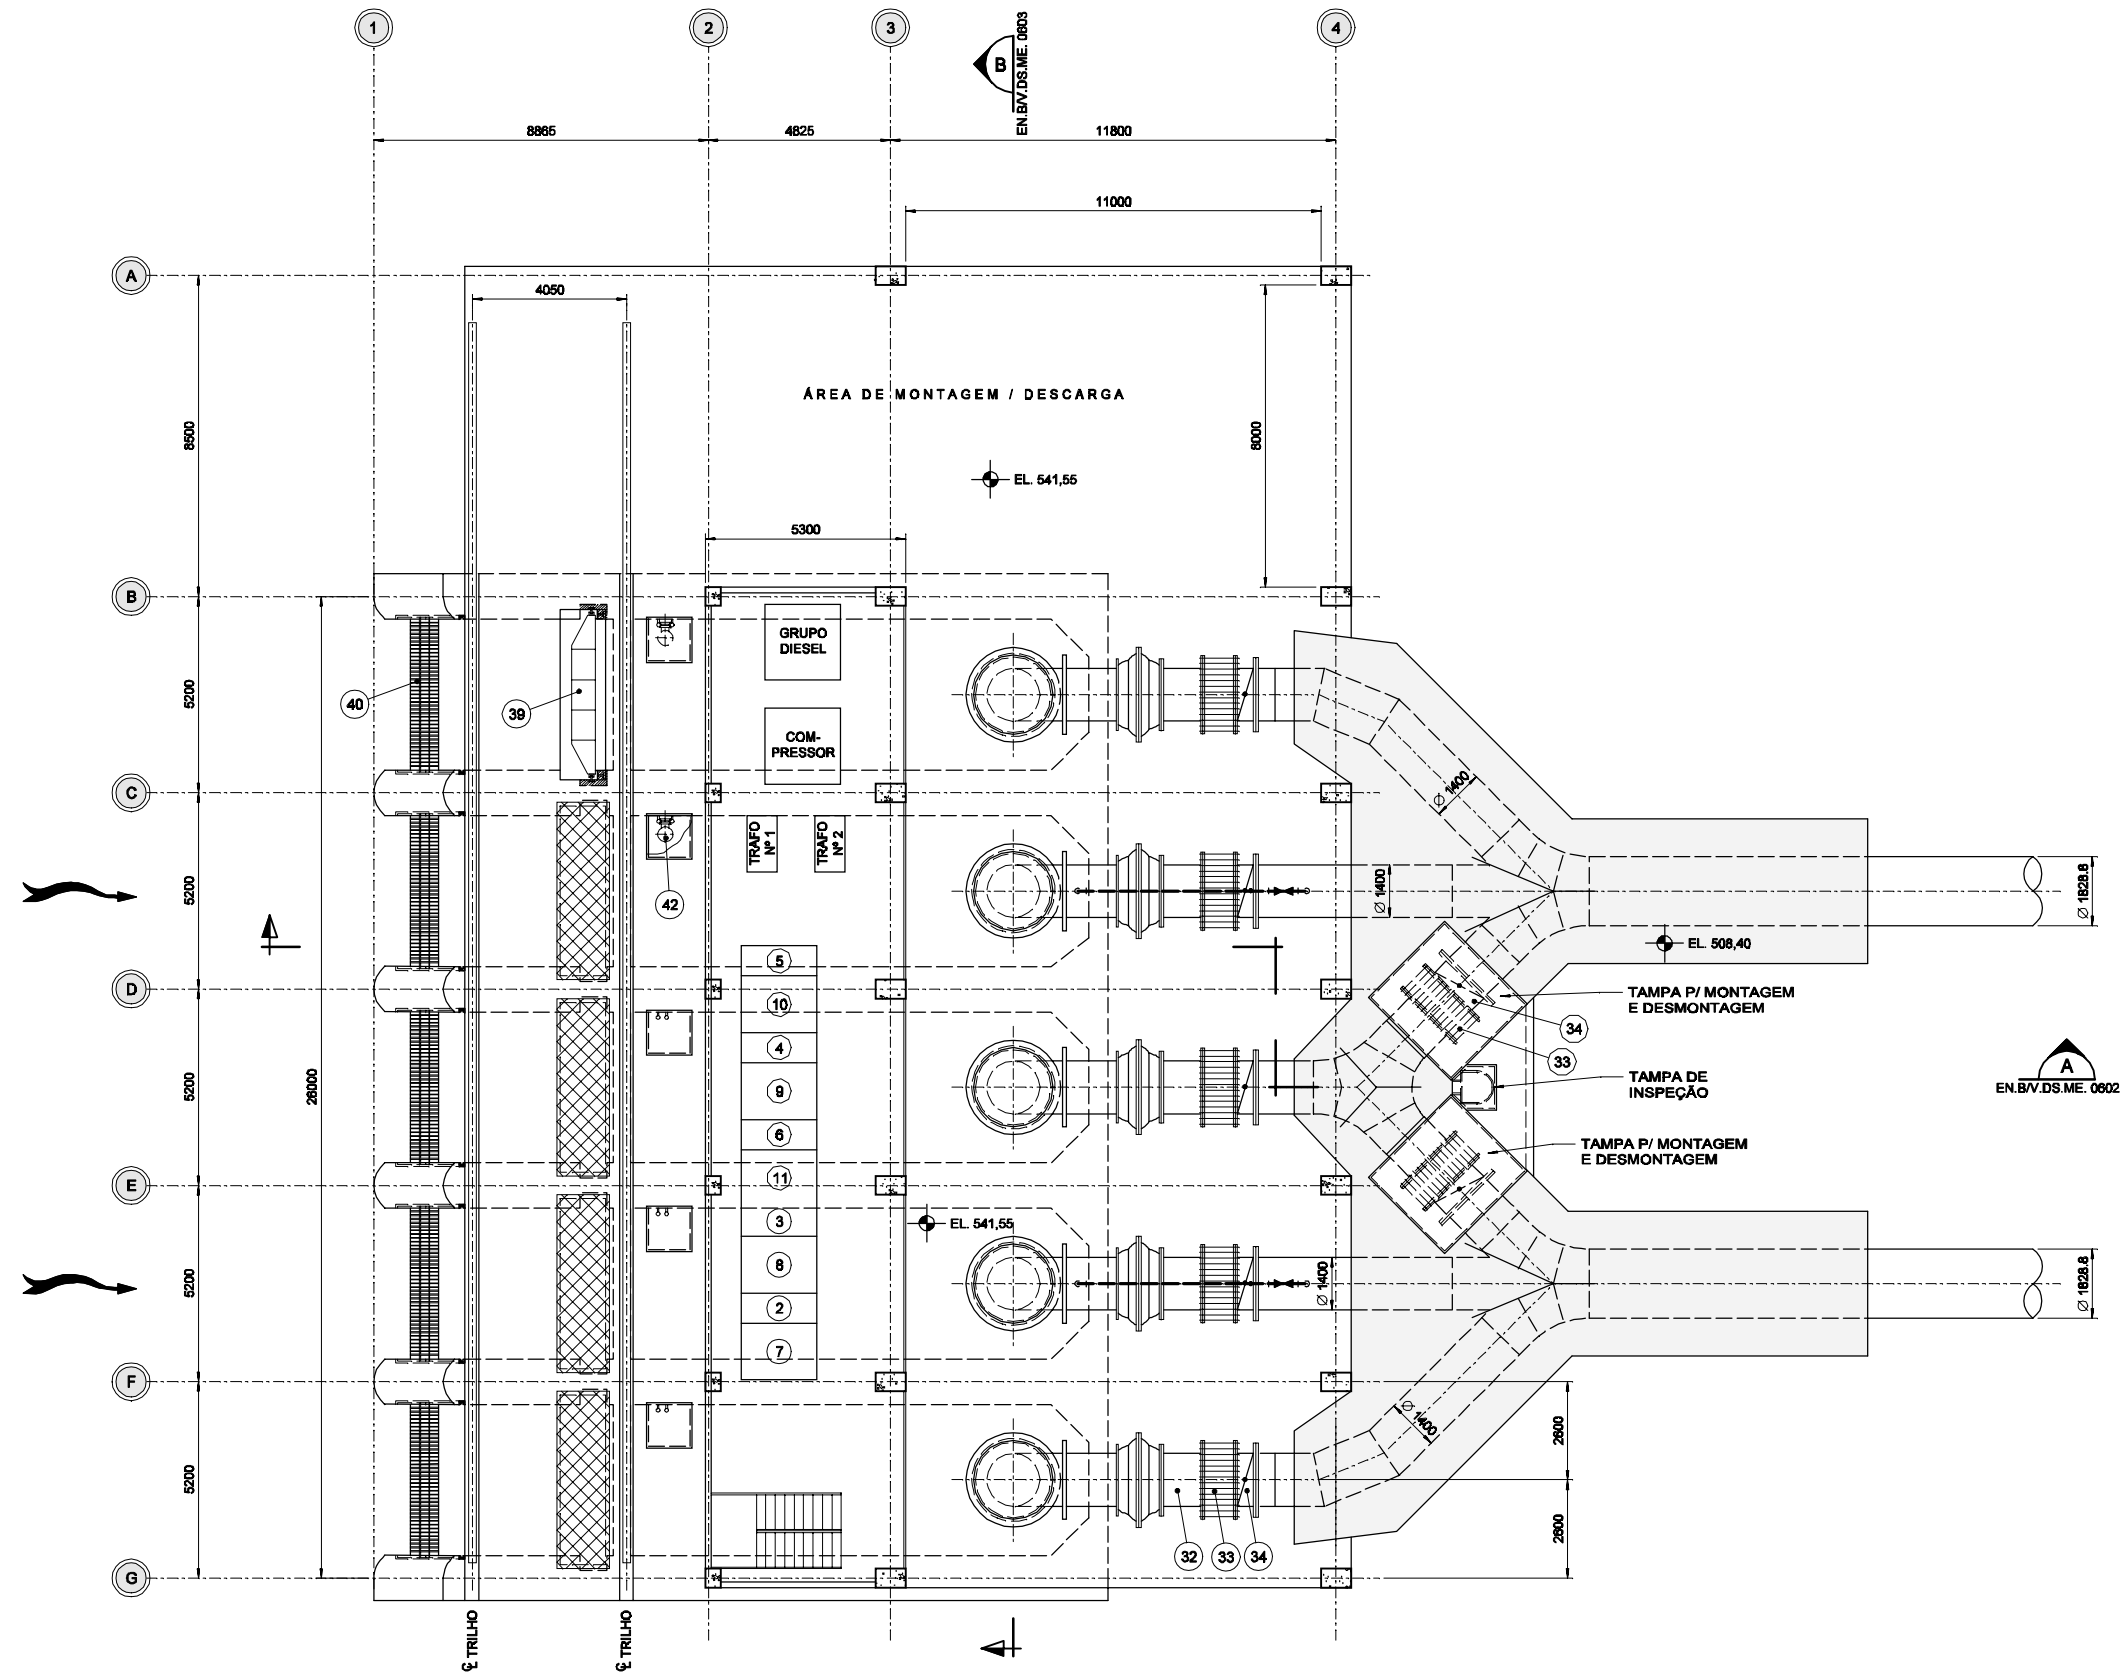 1
2
3
4
B
EN.B/V.DS.ME. 0603
8865
4825
11800
11000
A
4050
ÁREA DE MONTAGEM / DESCARGA
8500
8000
EL. 541,55
5300
B
GRUPO
DIESEL
5200
40
39
COM-
PRESSOR
C
Ø 1400
TRAFO
Nº 1
TRAFO
Nº 2
5200
42
Ø 1400
Ø 1828.8
EL. 508,40
5
D
10
TAMPA P/ MONTAGEM
E DESMONTAGEM
34
4
33
26000
5200
9
TAMPA DE
INSPEÇÃO
A
EN.B/V.DS.ME. 0602
6
TAMPA P/ MONTAGEM
E DESMONTAGEM
E
11
3
EL. 541,55
8
5200
Ø 1400
Ø 1828.8
2
7
F
Ø 1400
2600
5200
2600
32
33
34
G
℄ TRILHO
℄ TRILHO